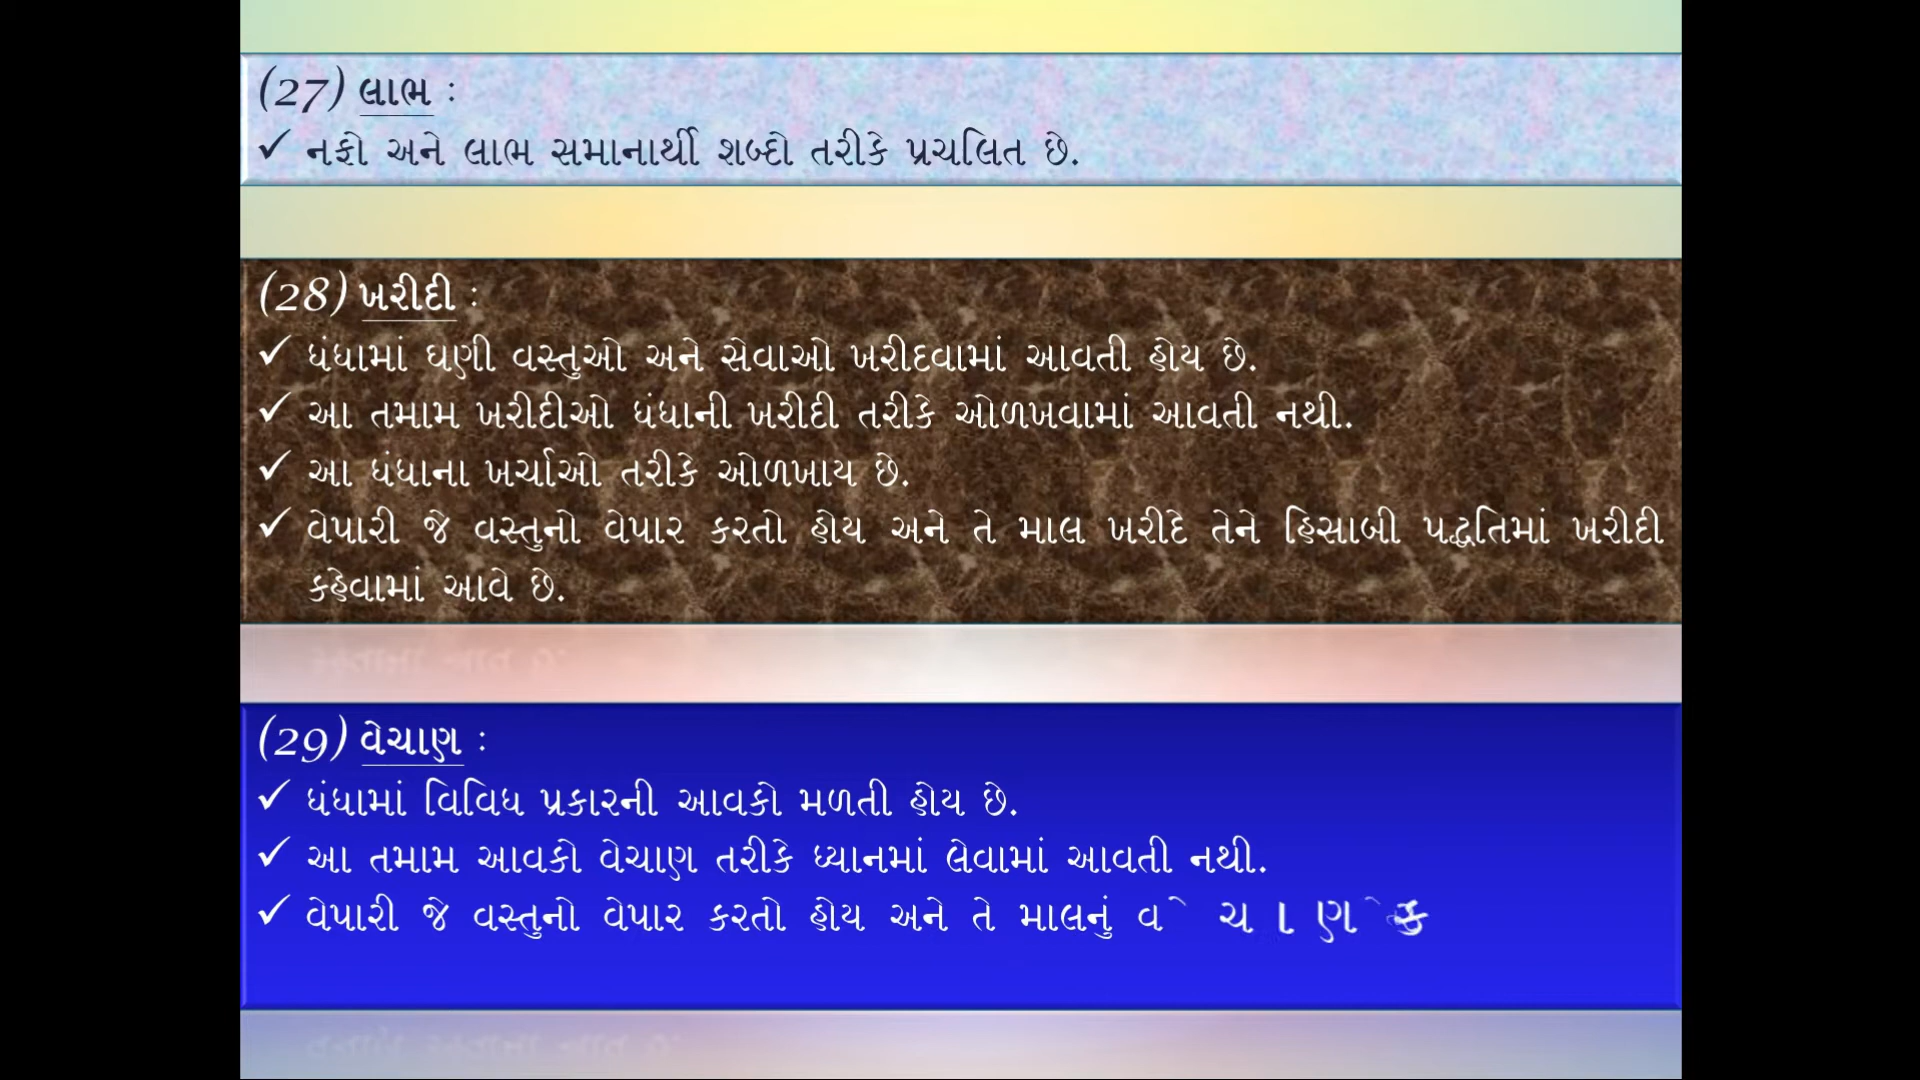 (27) લાભ :
✓ નફો અને લાભ સમાનાર્થી શબ્દો તરીકે પ્રચલિત છે.
(28) ખરીદી :
✓ ધંધામાં ઘણી વસ્તુઓ અને સેવાઓ ખરીદવામાં આવતી હોય છે.
✓ આ તમામ ખરીદીઓ ધંધાની ખરીદી તરીકે ઓળખવામાં આવતી નથી.
✓ આ ધંધાના ખર્ચાઓ તરીકે ઓળખાય છે.
✓ વેપારી જે વસ્તુનો વેપાર કરતો હોય અને તે માલ ખરીદે તેને હિસાબી પદ્ધતિમાં ખરીદી
કહેવામાં આવે છે.
(29) વેચાણ :
✓ ધંધામાં વિવિધ પ્રકારની આવકો મળતી હોય છે.
✓ આ તમામ આવકો વેચાણ તરીકે ધ્યાનમાં લેવામાં આવતી નથી.
✓ વેપારી જે વસ્તુનો વેપાર કરતો હોય અને તે માલનું વેચાણ